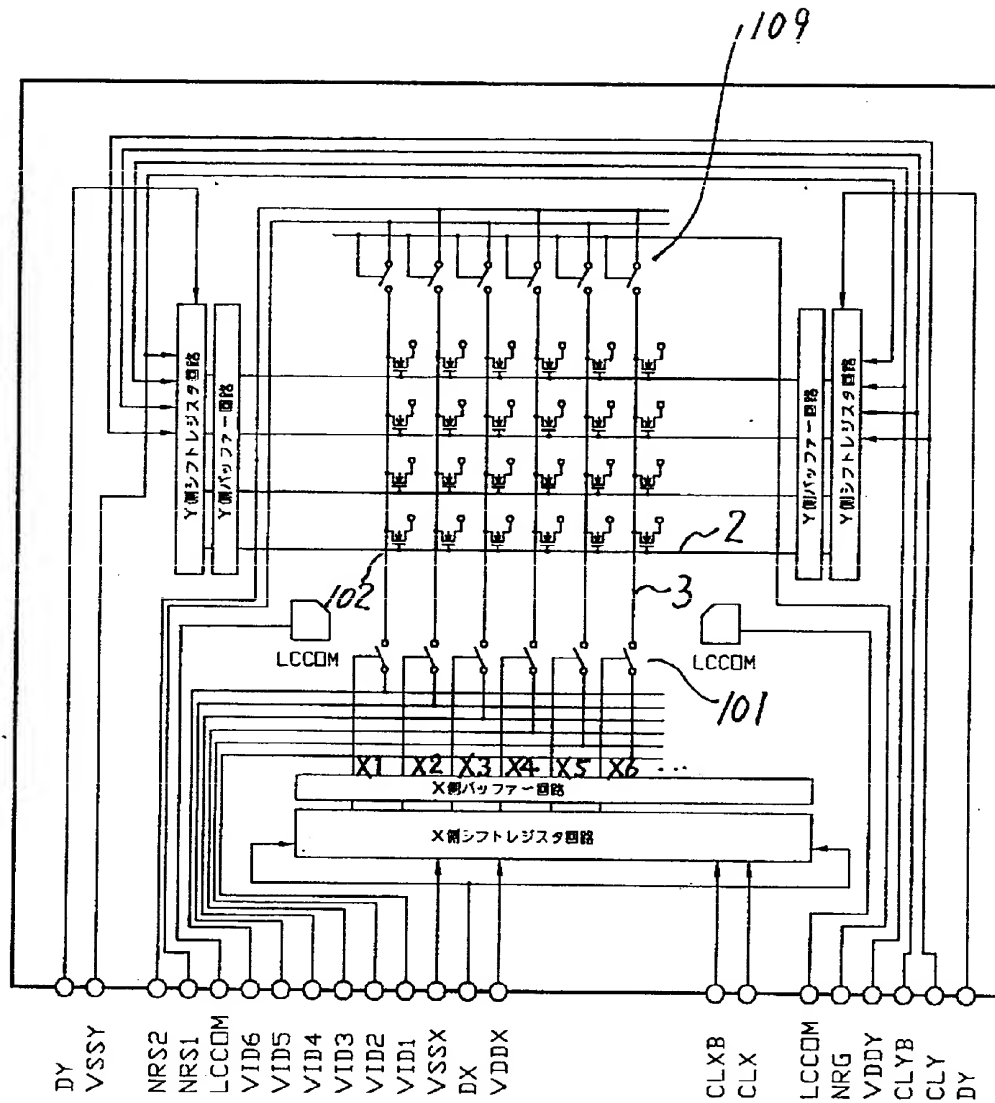 109
Y側シフトレジスタ回路
Y側バッファー回路
Y側バッファー回路
Y側シフトレジスタ回路
2
102
3
LCCOM
LCCOM
101
X1 X2 X3 X4 X5 X6 ...
X側バッファー回路
X側シフトレジスタ回路
DY
VSSY
NRS2
NRS1
LCCOM
VID6
VID5
VID4
VID3
VID2
VID1
VSSX
DX
VDDX
CLXB
CLX
LCCOM
NRG
VDDY
CLYB
CLY
DY